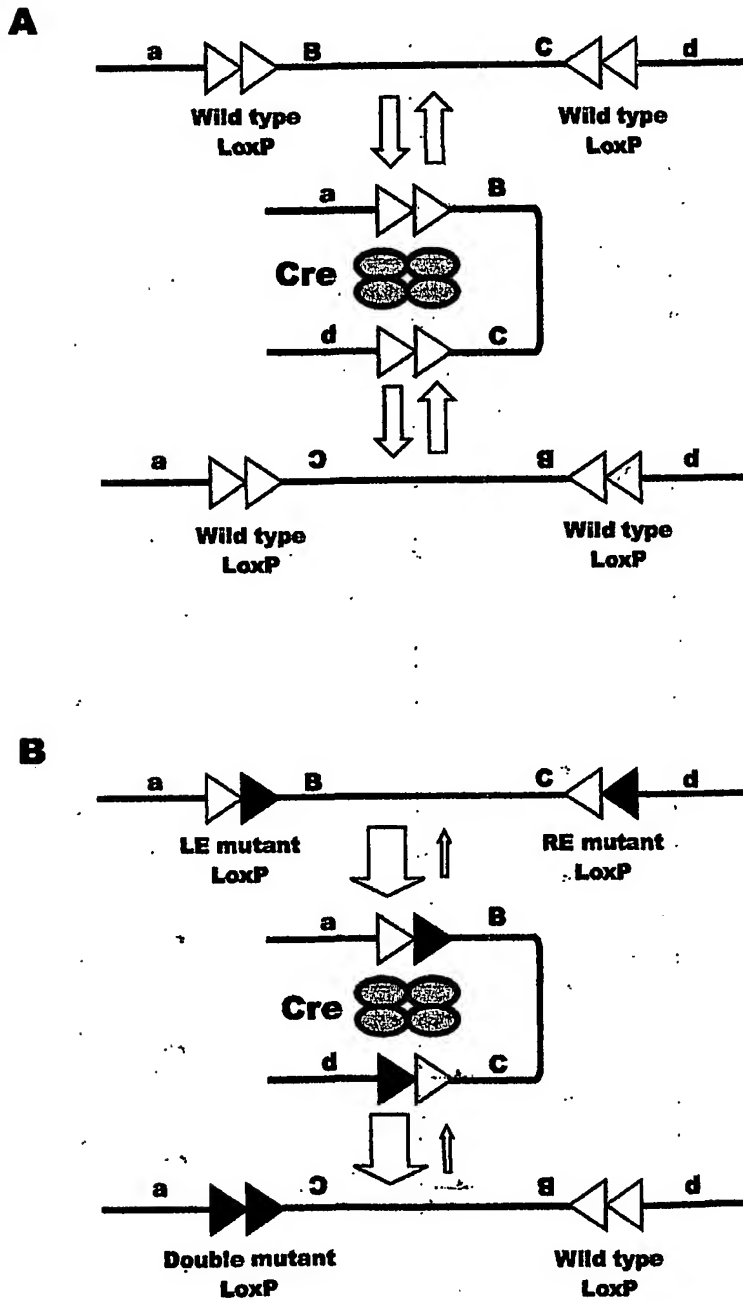 A
a B C d
Wild type Wild type
LoxP LoxP
a B
Cre
d C
a C B p
Wild type Wild type
LoxP LoxP
B
a B C d
LE mutant RE mutant
LoxP LoxP
a B
Cre
d C
a C B p
Double mutant Wild type
LoxP LoxP